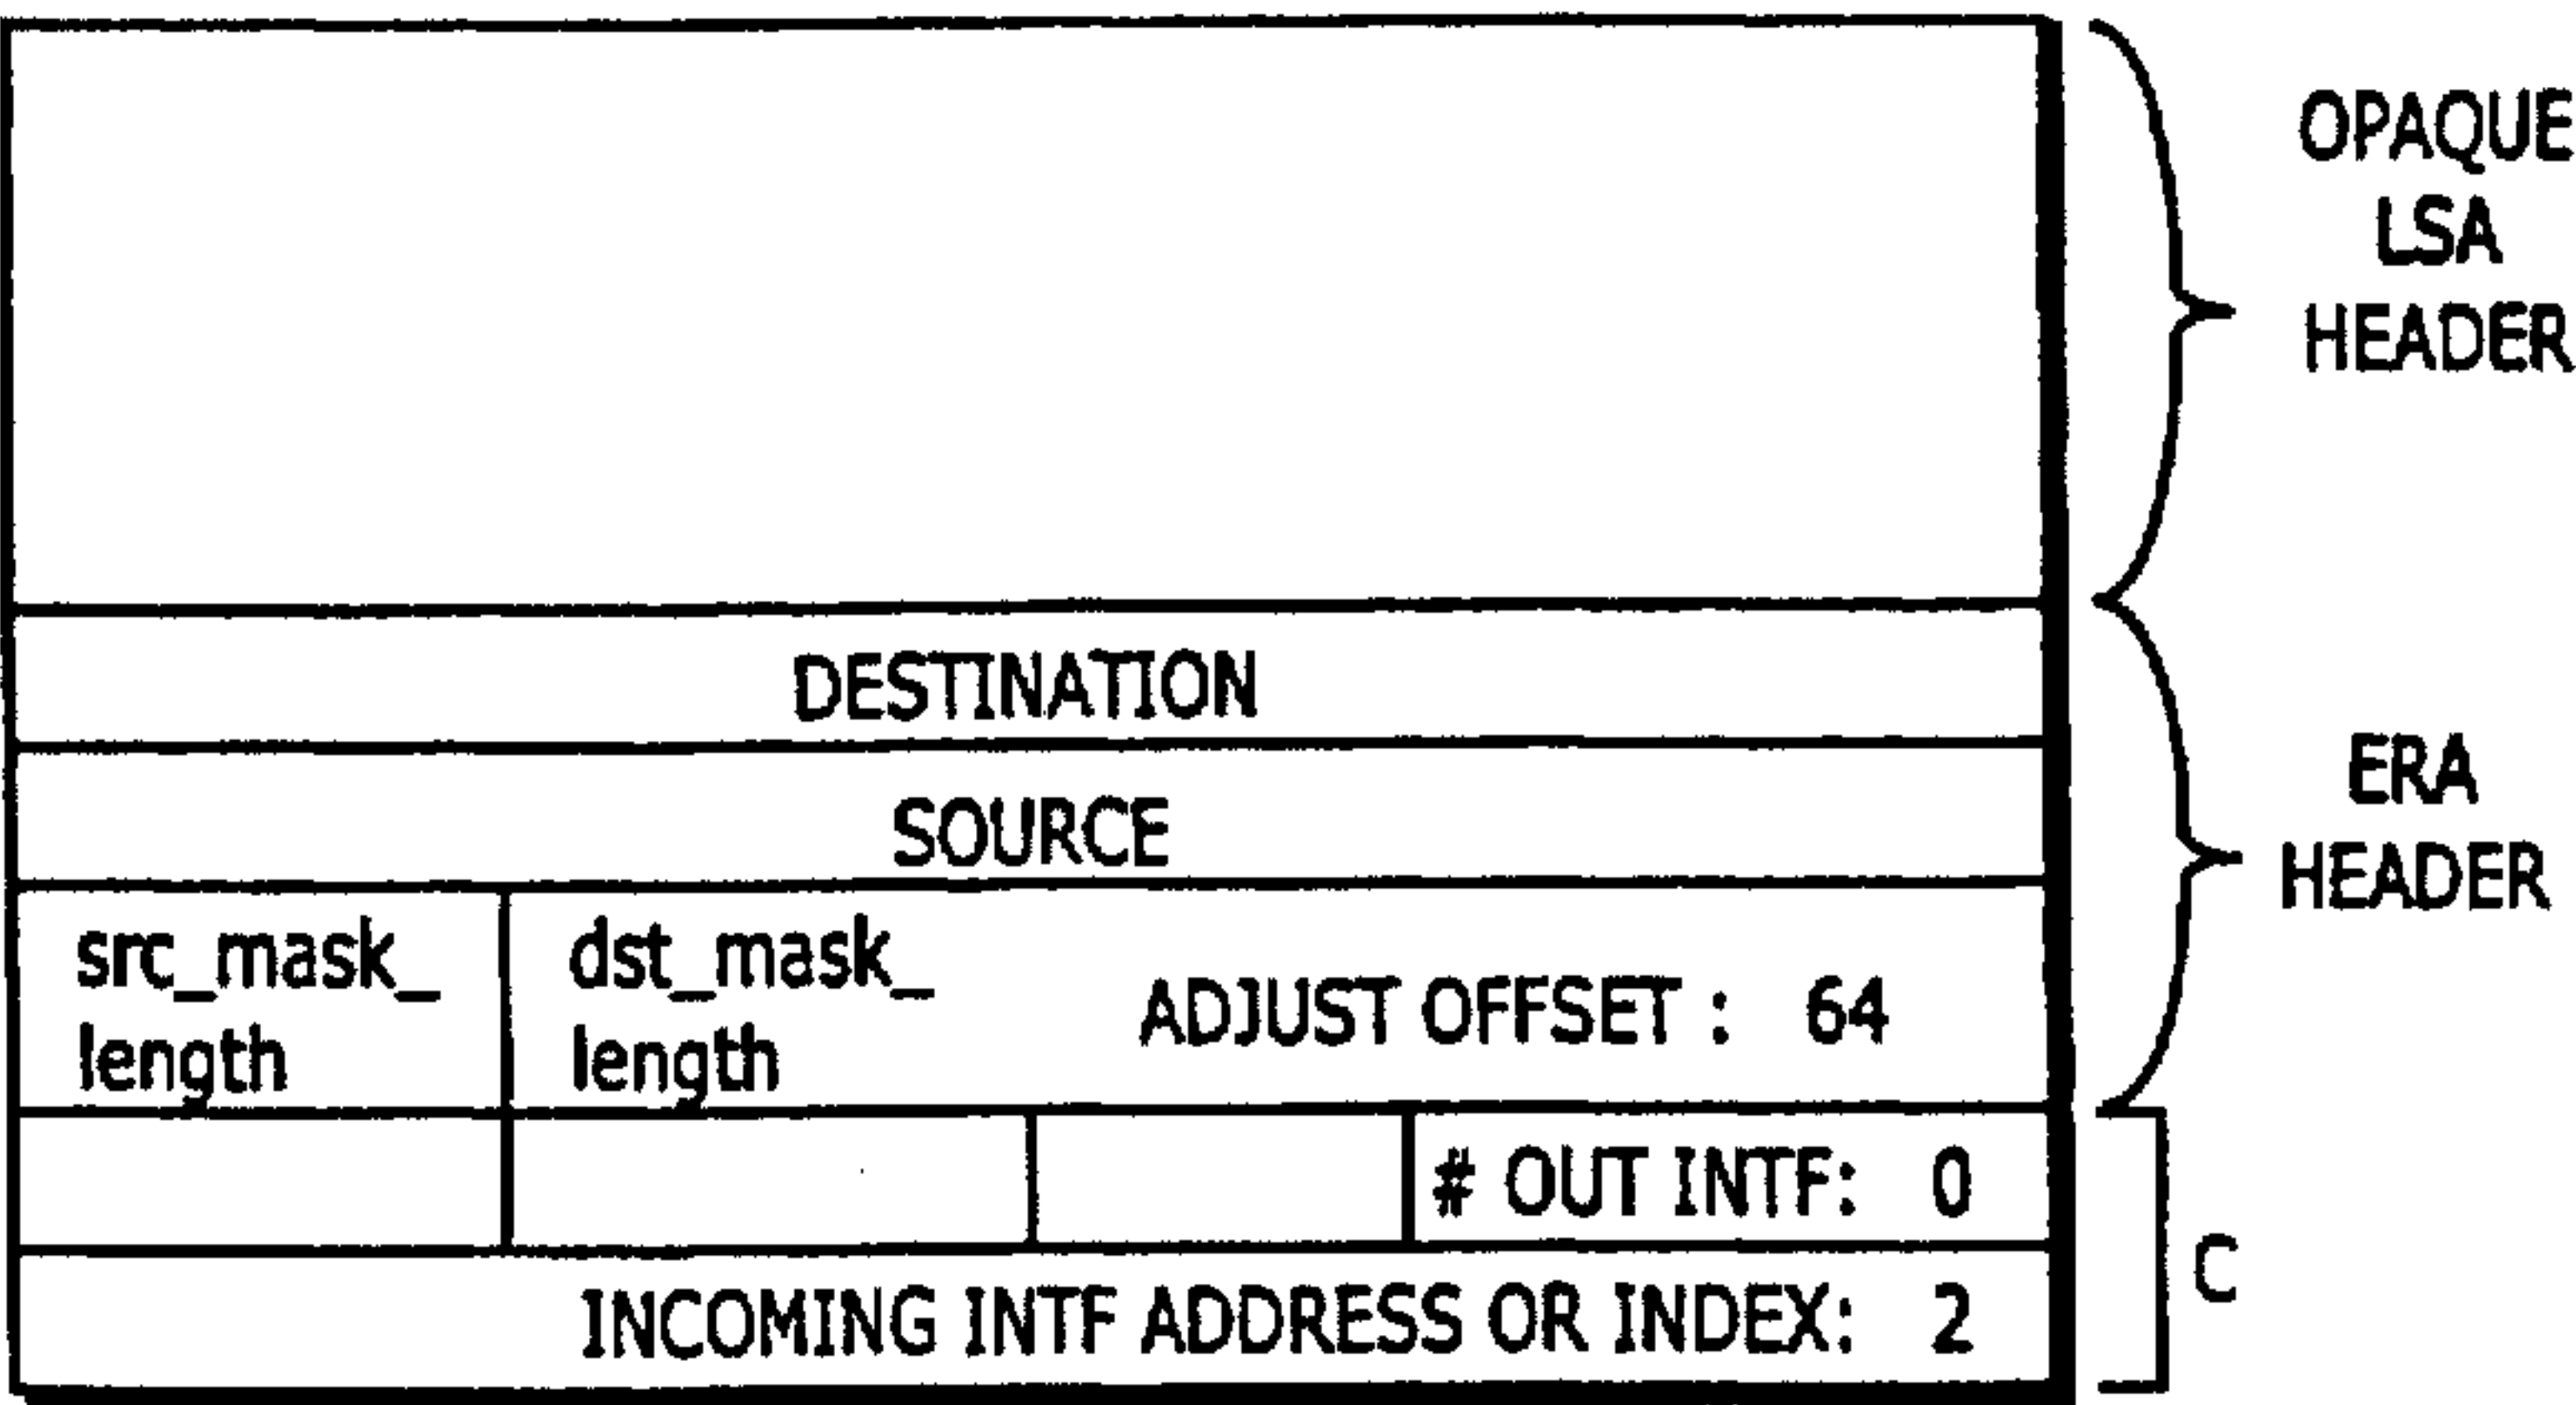 OPAQUE
LSA
HEADER
DESTINATION
SOURCE
ERA
HEADER
src_mask_
length
dst_mask_
length
ADJUST OFFSET : 64
# OUT INTF: 0
INCOMING INTF ADDRESS OR INDEX: 2
C